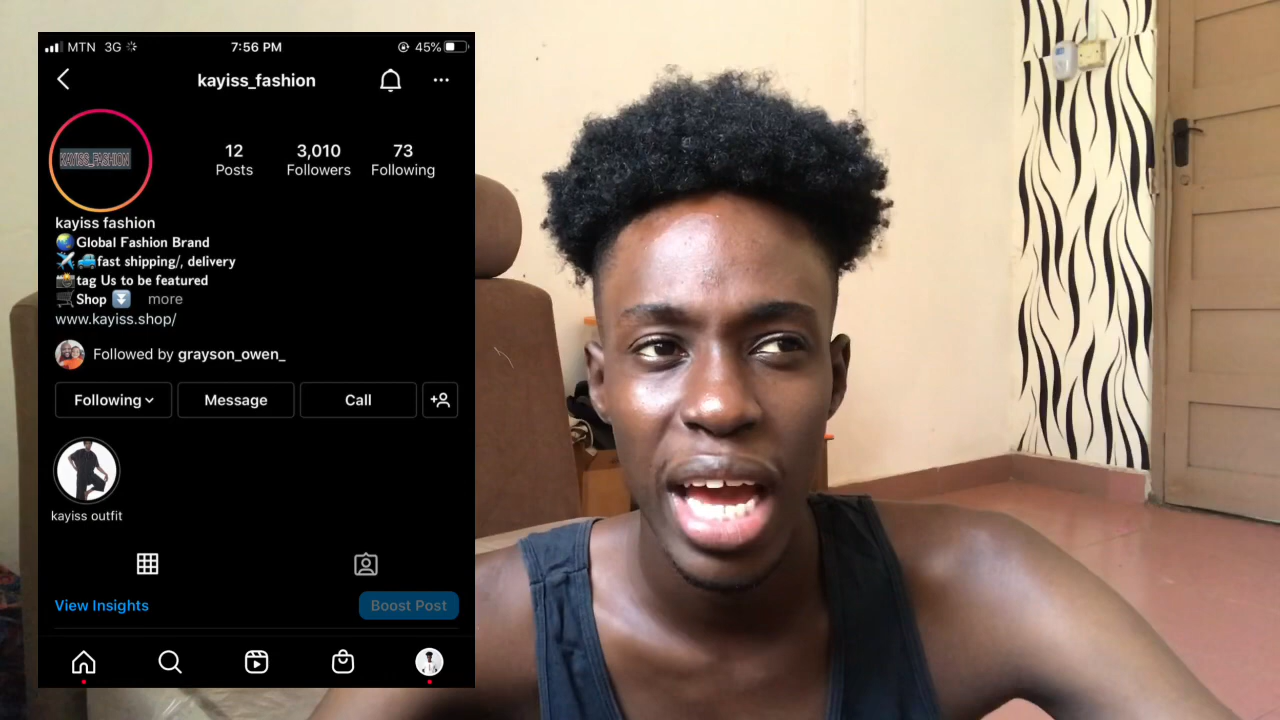 MTN 3G 7:56 PM 45%
kayiss_fashion
KAYISS_FASHION
12 3,010 73
Posts Followers Following
kayiss fashion
🌏Global Fashion Brand
✈️🚙fast shipping/, delivery
📸tag Us to be featured
🛒Shop ⏬ more
www.kayiss.shop/
Followed by grayson_owen_
Following Message Call
kayiss outfit
View Insights Boost Post